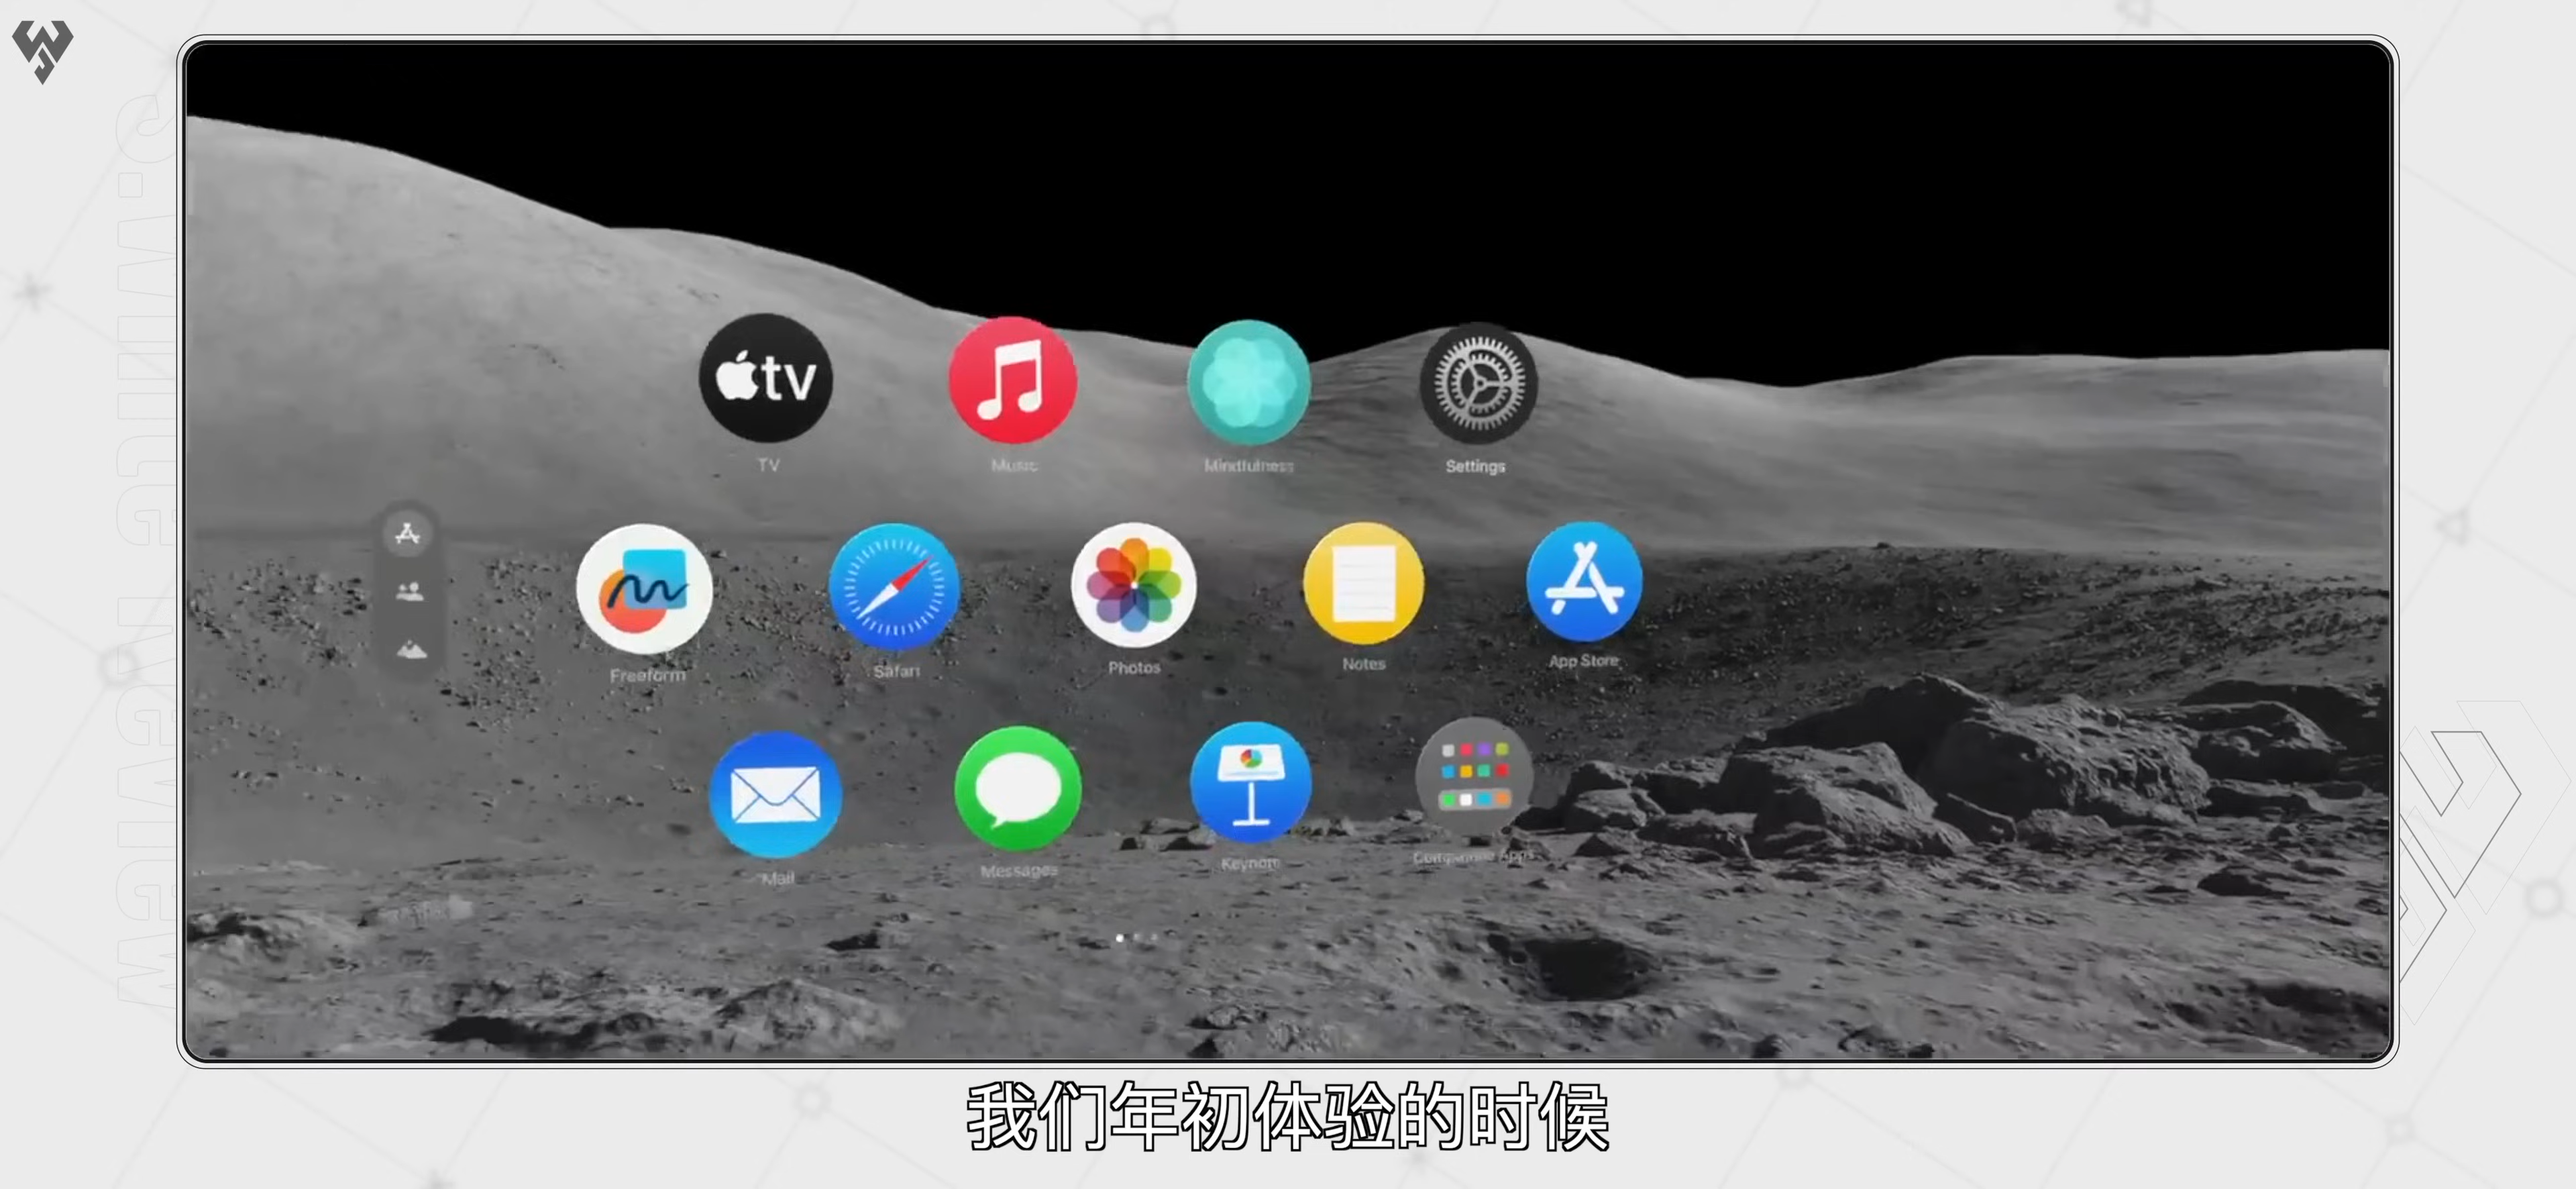 tv
TV
Music
Mindfulness
Settings
Freeform
Safari
Photos
Notes
App Store
Mail
Messages
Keynote
Apps
我们年初体验的时候